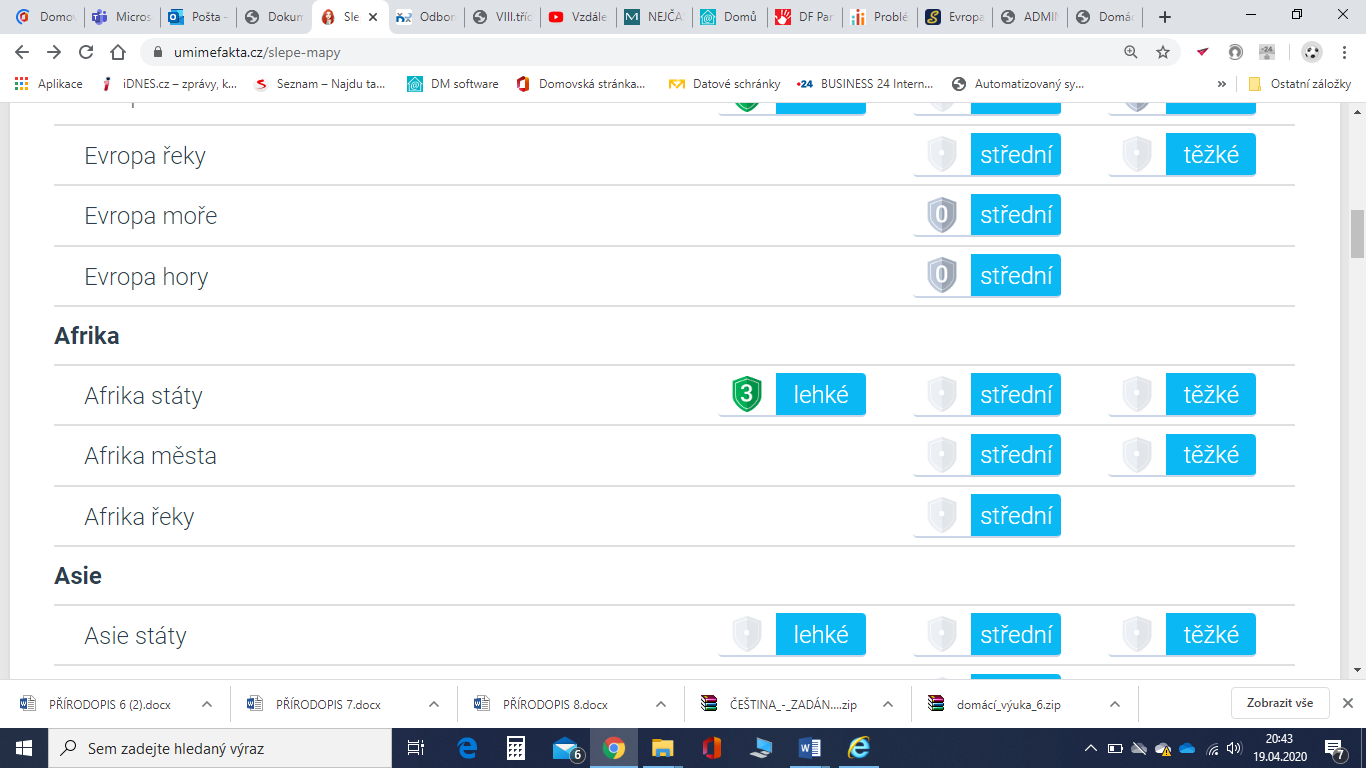 Domov
Micros
Pošta -
Dokum
Sle
Odbor
VIII.tříc
Vzdále
NEJČA
Domů
DF Par
Problé
Evropa
ADMI
Domác
umimefakta.cz/slepe-mapy
Aplikace
iDNES.cz – zprávy, k...
Seznam – Najdu ta...
DM software
Domovská stránka...
Datové schránky
BUSINESS 24 Intern...
Automatizovaný sy...
»
Ostatní záložky
Evropa řeky
střední
těžké
Evropa moře
0 střední
Evropa hory
0 střední
Afrika
Afrika státy
3 lehké
střední
těžké
Afrika města
střední
těžké
Afrika řeky
střední
Asie
Asie státy
lehké
střední
těžké
PŘÍRODOPIS 6 (2).docx
PŘÍRODOPIS 7.docx
PŘÍRODOPIS 8.docx
ČEŠTINA_-_ZADÁN....zip
domácí_výuka_6.zip
Zobrazit vše
Sem zadejte hledaný výraz
6
20:43
19.04.2020
7